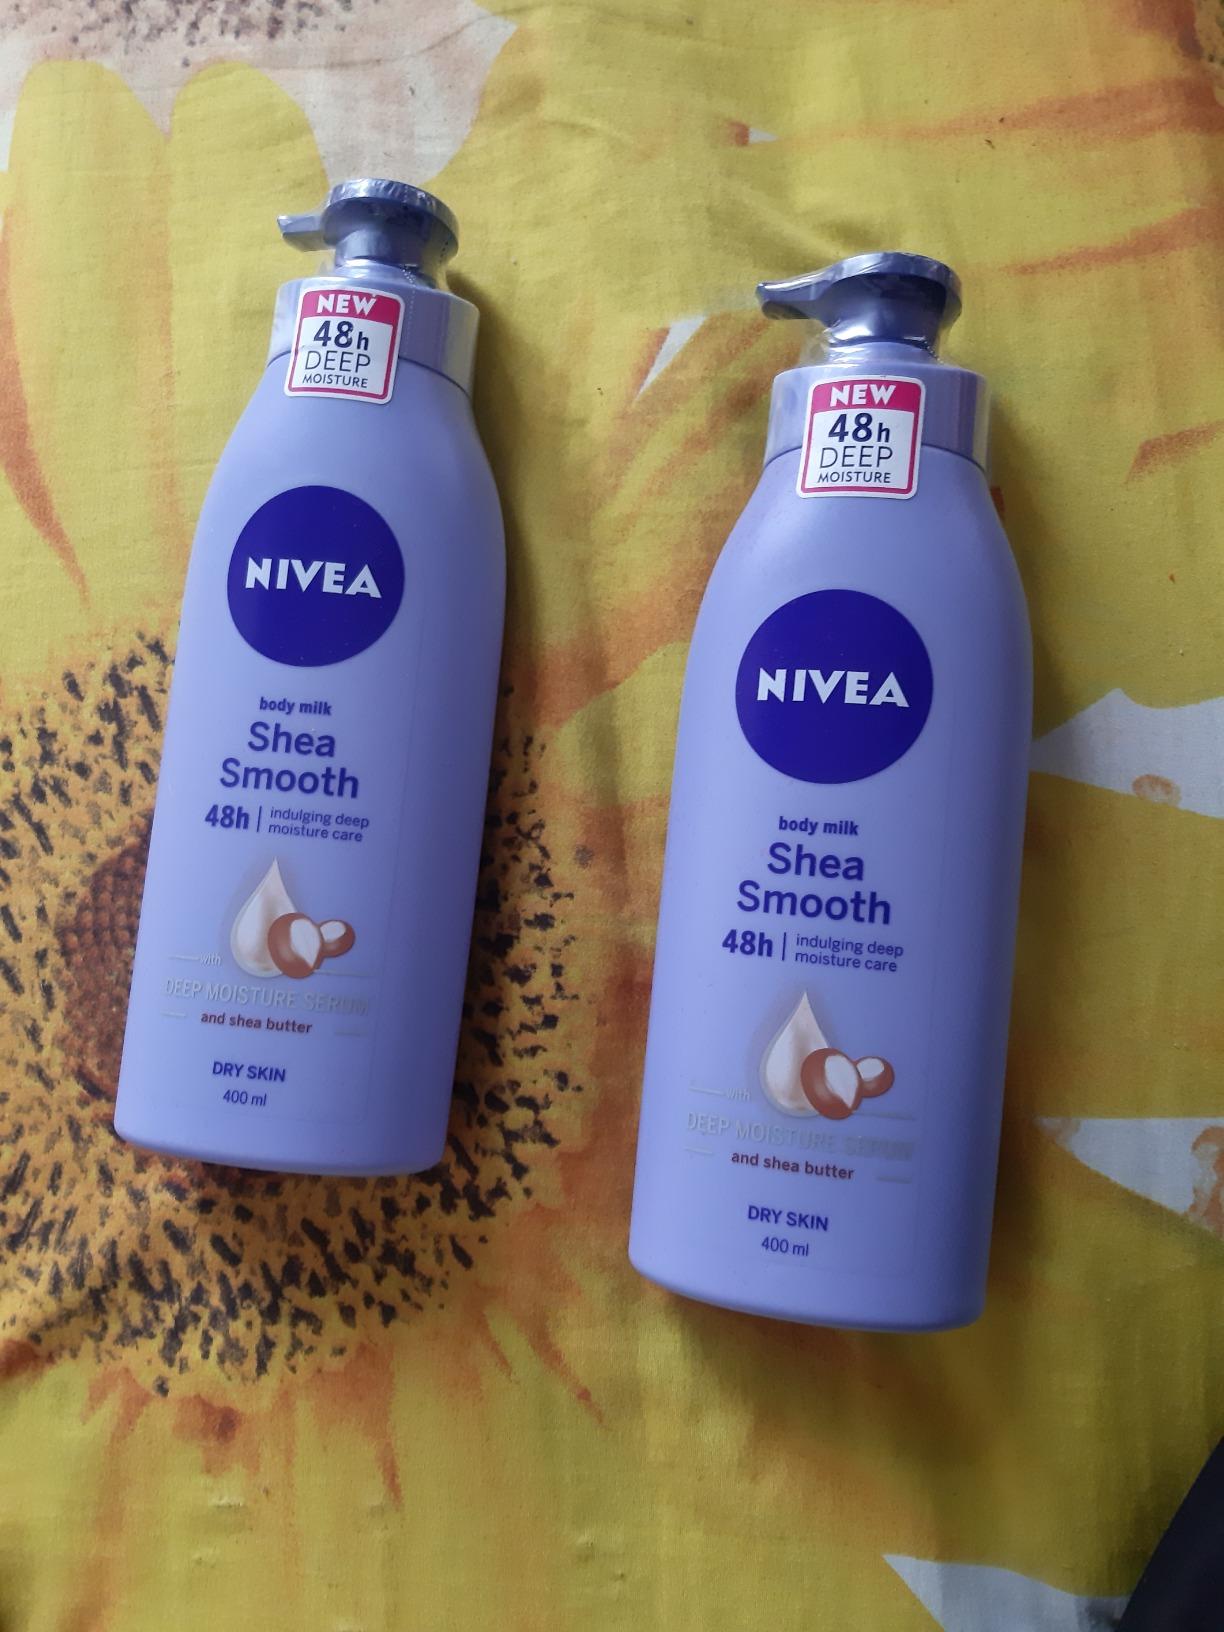 NEW
48h
DEEP
MOISTURE
NIVEA
body milk
Shea
Smooth
48h | indulging deep
moisture care
with
DEEP MOISTURE SERUM
and shea butter
DRY SKIN
400 ml
NEW
48h
DEEP
MOISTURE
NIVEA
body milk
Shea
Smooth
48h | indulging deep
moisture care
with
DEEP MOISTURE SERUM
and shea butter
DRY SKIN
400 ml